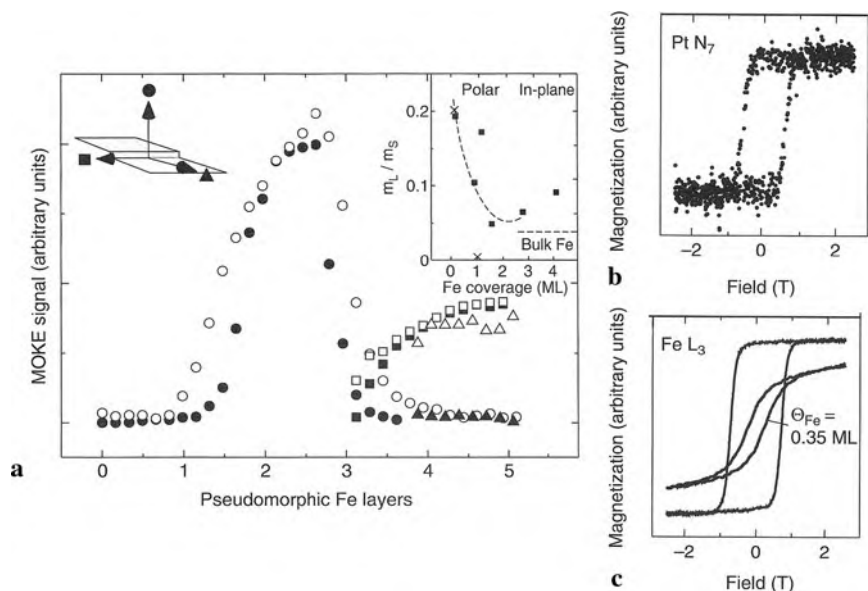 MOKE signal (arbitrary units)
0
1
2
3
4
5
Pseudomorphic Fe layers
a
Polar
In-plane
m_L / m_S
0.2
0.1
0
Bulk Fe
0 1 2 3 4 5
Fe coverage (ML)
b
Magnetization (arbitrary units)
Pt N₇
−2 0 2
Field (T)
Magnetization (arbitrary units)
Fe L₃
Θ_Fe =
0.35 ML
−2 0 2
c
Field (T)